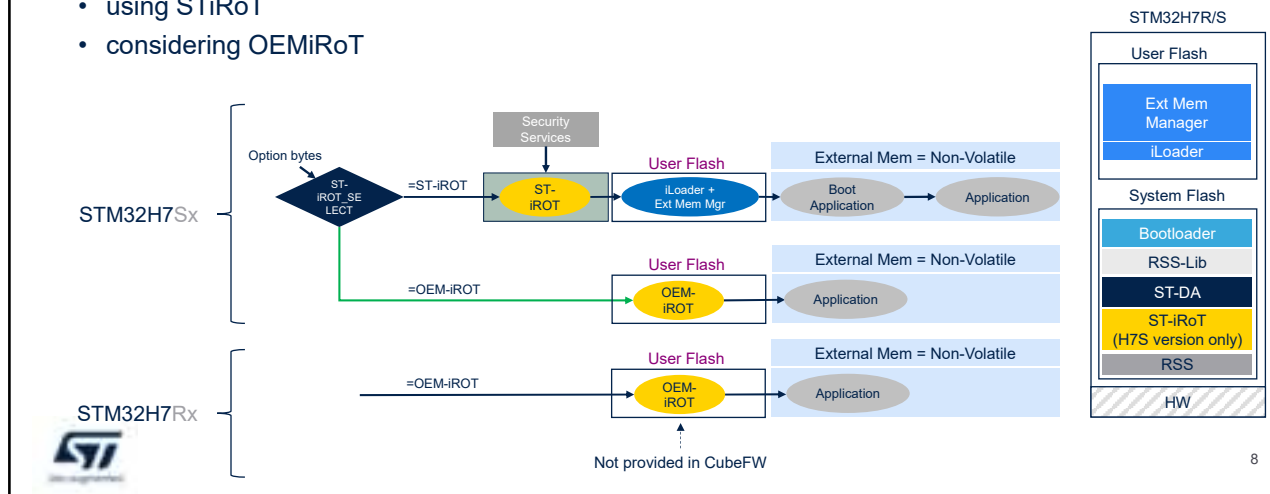 • using STiRoT
• considering OEMiRoT
STM32H7Sx
Option bytes
ST-
iROT_SE
LECT
=ST-iROT
Security
Services
ST-
iROT
User Flash
iLoader +
Ext Mem Mgr
External Mem = Non-Volatile
Boot
Application
Application
=OEM-iROT
User Flash
OEM-
iROT
External Mem = Non-Volatile
Application
STM32H7Rx
=OEM-iROT
User Flash
OEM-
iROT
External Mem = Non-Volatile
Application
Not provided in CubeFW
STM32H7R/S
User Flash
Ext Mem
Manager
iLoader
System Flash
Bootloader
RSS-Lib
ST-DA
ST-iRoT
(H7S version only)
RSS
HW
8